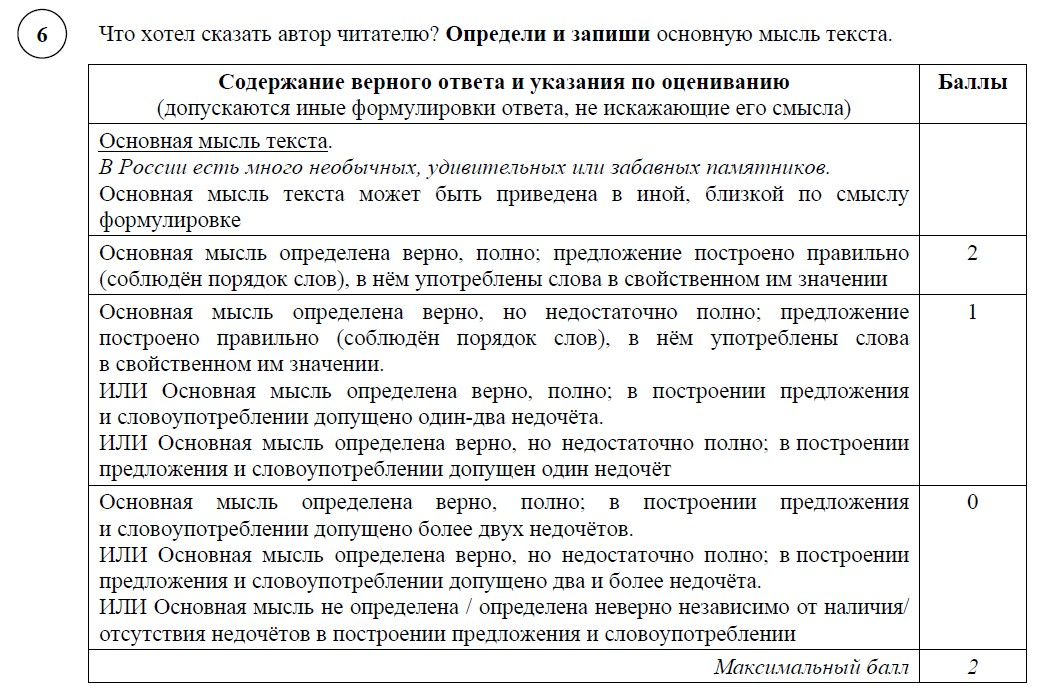 6
Что хотел сказать автор читателю? Определи и запиши основную мысль текста.
Содержание верного ответа и указания по оцениванию
(допускаются иные формулировки ответа, не искажающие его смысла)
Баллы
Основная мысль текста.
В России есть много необычных, удивительных или забавных памятников.
Основная мысль текста может быть приведена в иной, близкой по смыслу
формулировке
Основная мысль определена верно, полно; предложение построено правильно
(соблюдён порядок слов), в нём употреблены слова в свойственном им значении
2
Основная мысль определена верно, но недостаточно полно; предложение
построено правильно (соблюдён порядок слов), в нём употреблены слова
в свойственном им значении.
ИЛИ Основная мысль определена верно, полно; в построении предложения
и словоупотреблении допущено один-два недочёта.
ИЛИ Основная мысль определена верно, но недостаточно полно; в построении
предложения и словоупотреблении допущен один недочёт
1
Основная мысль определена верно, полно; в построении предложения
и словоупотреблении допущено более двух недочётов.
ИЛИ Основная мысль определена верно, но недостаточно полно; в построении
предложения и словоупотреблении допущено два и более недочёта.
ИЛИ Основная мысль не определена / определена неверно независимо от наличия/
отсутствия недочётов в построении предложения и словоупотреблении
0
Максимальный балл
2